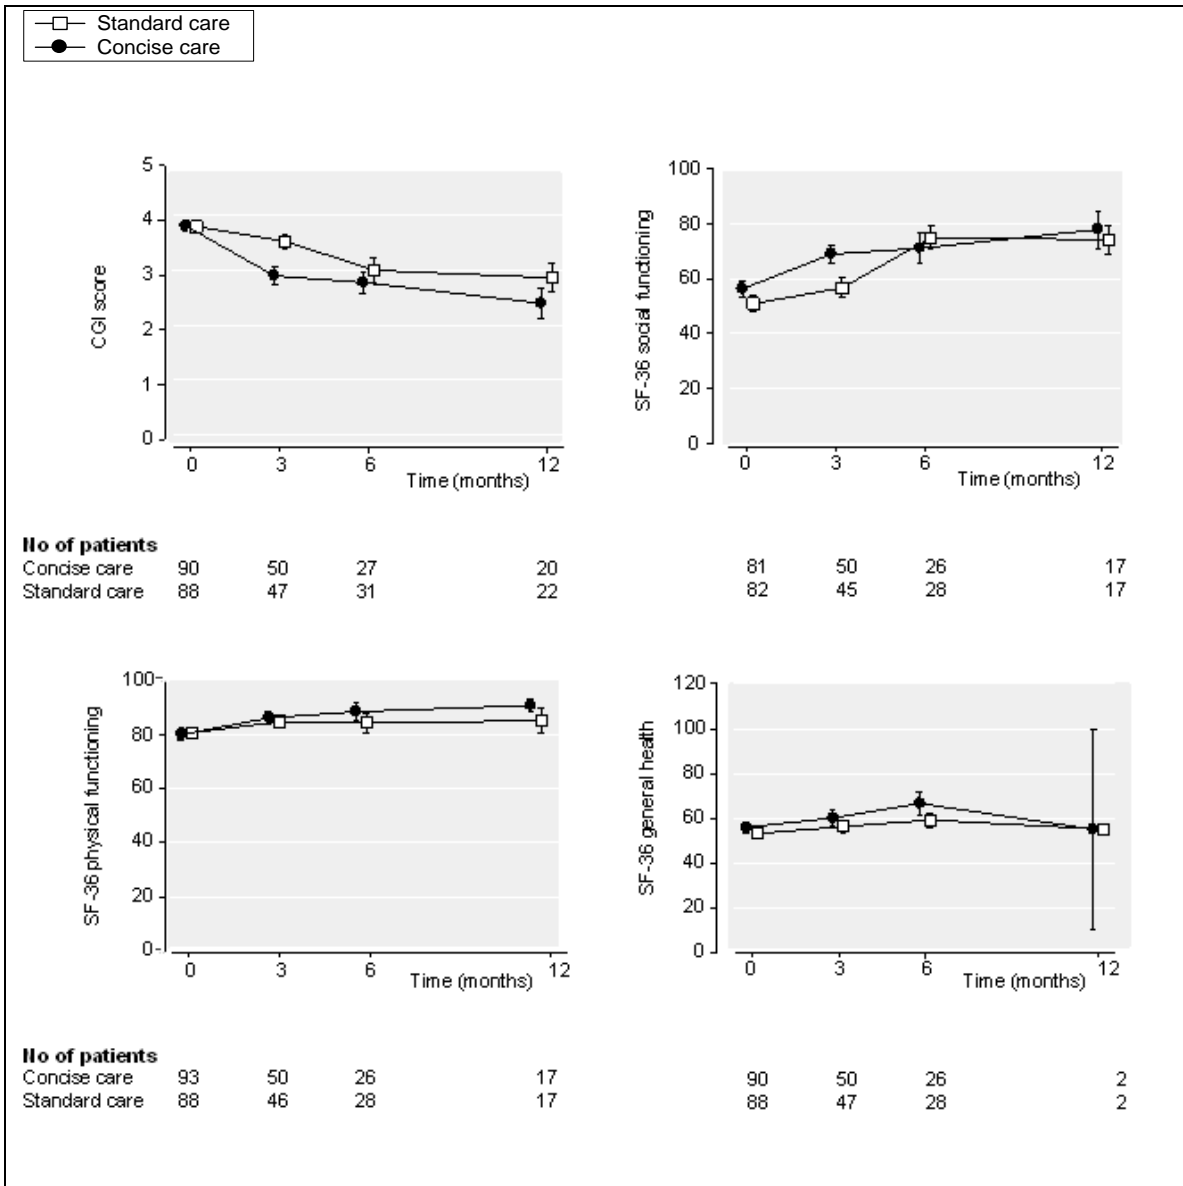 Standard care
Concise care
5
4
3
2
1
0
CGI score
0 3 6 12
Time (months)
100
80
60
40
20
0
SF-36 social functioning
0 3 6 12
Time (months)
No of patients
Concise care 90 50 27 20
Standard care 88 47 31 22
81 50 26 17
82 45 28 17
100
80
60
40
20
0
SF-36 physical functioning
0 3 6 12
Time (months)
120
100
80
60
40
20
0
SF-36 general health
0 3 6 12
Time (months)
No of patients
Concise care 93 50 26 17
Standard care 88 46 28 17
90 50 26 2
88 47 28 2